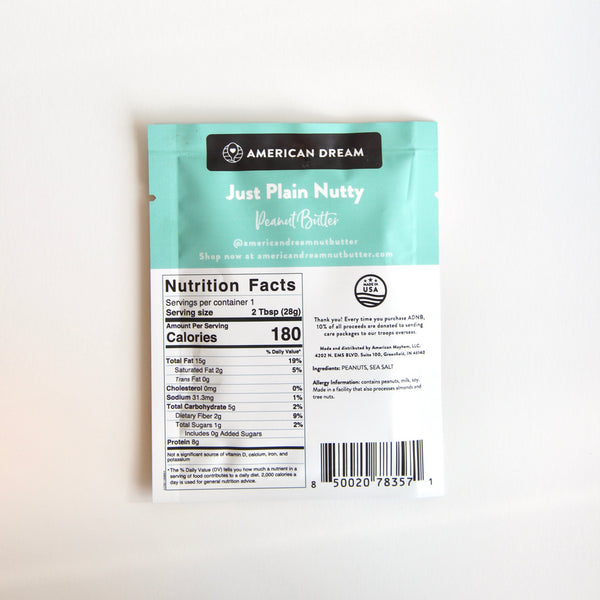 AMERICAN DREAM
Just Plain Nutty
Peanut Butter
@americandreamnutbutter
Shop now at americandreamnutbutter.com
Nutrition Facts
Servings per container 1
Serving size 2 Tbsp (28g)
Amount Per Serving
Calories 180
% Daily Value*
Total Fat 15g 19%
Saturated Fat 2g 5%
Trans Fat 0g
Cholesterol 0mg 0%
Sodium 31.3mg 1%
Total Carbohydrate 5g 2%
Dietary Fiber 2g 9%
Total Sugars 1g 2%
Includes 0g Added Sugars
Protein 8g
Not a significant source of vitamin D, calcium, iron, and
potassium
*The % Daily Value (DV) tells you how much a nutrient in a
serving of food contributes to a daily diet. 2,000 calories a
day is used for general nutrition advice.
MADE IN
USA
Thank you! Every time you purchase ADNB,
10% of all proceeds are donated to sending
care packages to our troops overseas.
Made and distributed by American Mayhem, LLC.
4202 N. EMS BLVD. Suite 100, Greenfield, IN 46140
Ingredients: PEANUTS, SEA SALT
Allergy Information: contains peanuts, milk, soy.
Made in a facility that also processes almonds and
tree nuts.
8 50020 78357 1